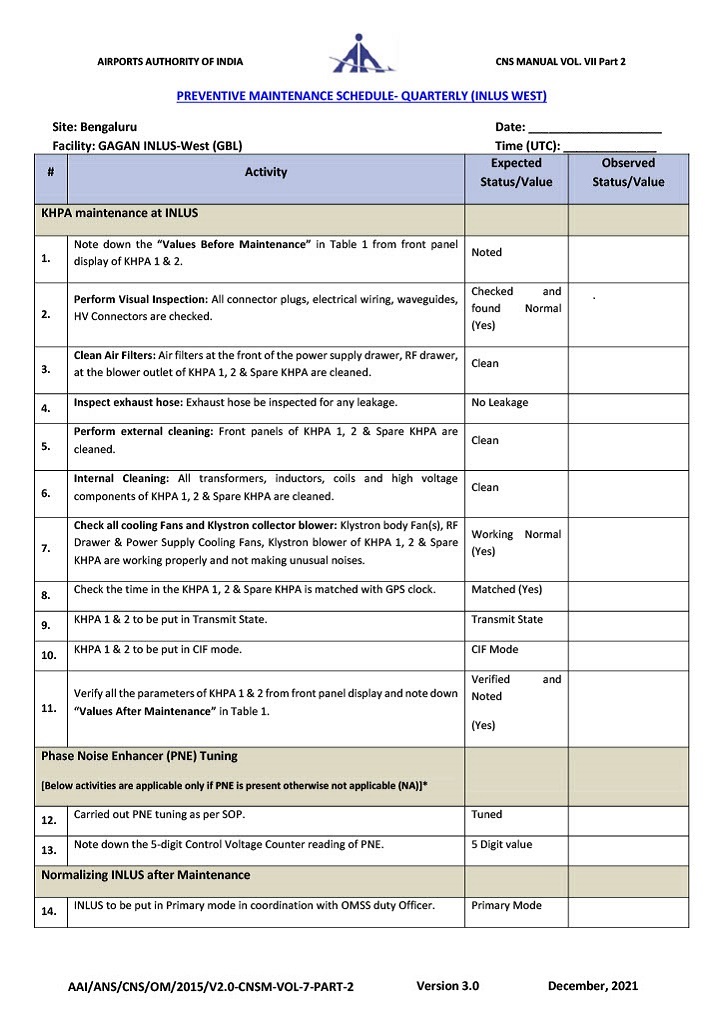 AIRPORTS AUTHORITY OF INDIA
CNS MANUAL VOL. VII Part 2
PREVENTIVE MAINTENANCE SCHEDULE- QUARTERLY (INLUS WEST)
Site: Bengaluru
Date: ____________________
Facility: GAGAN INLUS-West (GBL)
Time (UTC): ______________
# Activity Expected Status/Value Observed Status/Value
KHPA maintenance at INLUS
1. Note down the “Values Before Maintenance” in Table 1 from front panel
display of KHPA 1 & 2.
Noted
2. Perform Visual Inspection: All connector plugs, electrical wiring, waveguides,
HV Connectors are checked.
Checked and
found Normal
(Yes)
3. Clean Air Filters: Air filters at the front of the power supply drawer, RF drawer,
at the blower outlet of KHPA 1, 2 & Spare KHPA are cleaned.
Clean
4. Inspect exhaust hose: Exhaust hose be inspected for any leakage.
No Leakage
5. Perform external cleaning: Front panels of KHPA 1, 2 & Spare KHPA are
cleaned.
Clean
6. Internal Cleaning: All transformers, inductors, coils and high voltage
components of KHPA 1, 2 & Spare KHPA are cleaned.
Clean
7. Check all cooling Fans and Klystron collector blower: Klystron body Fan(s), RF
Drawer & Power Supply Cooling Fans, Klystron blower of KHPA 1, 2 & Spare
KHPA are working properly and not making unusual noises.
Working Normal
(Yes)
8. Check the time in the KHPA 1, 2 & Spare KHPA is matched with GPS clock.
Matched (Yes)
9. KHPA 1 & 2 to be put in Transmit State.
Transmit State
10. KHPA 1 & 2 to be put in CIF mode.
CIF Mode
11. Verify all the parameters of KHPA 1 & 2 from front panel display and note down
“Values After Maintenance” in Table 1.
Verified and
Noted
(Yes)
Phase Noise Enhancer (PNE) Tuning
[Below activities are applicable only if PNE is present otherwise not applicable (NA)]*
12. Carried out PNE tuning as per SOP.
Tuned
13. Note down the 5-digit Control Voltage Counter reading of PNE.
5 Digit value
Normalizing INLUS after Maintenance
14. INLUS to be put in Primary mode in coordination with OMSS duty Officer.
Primary Mode
AAI/ANS/CNS/OM/2015/V2.0-CNSM-VOL-7-PART-2
Version 3.0
December, 2021